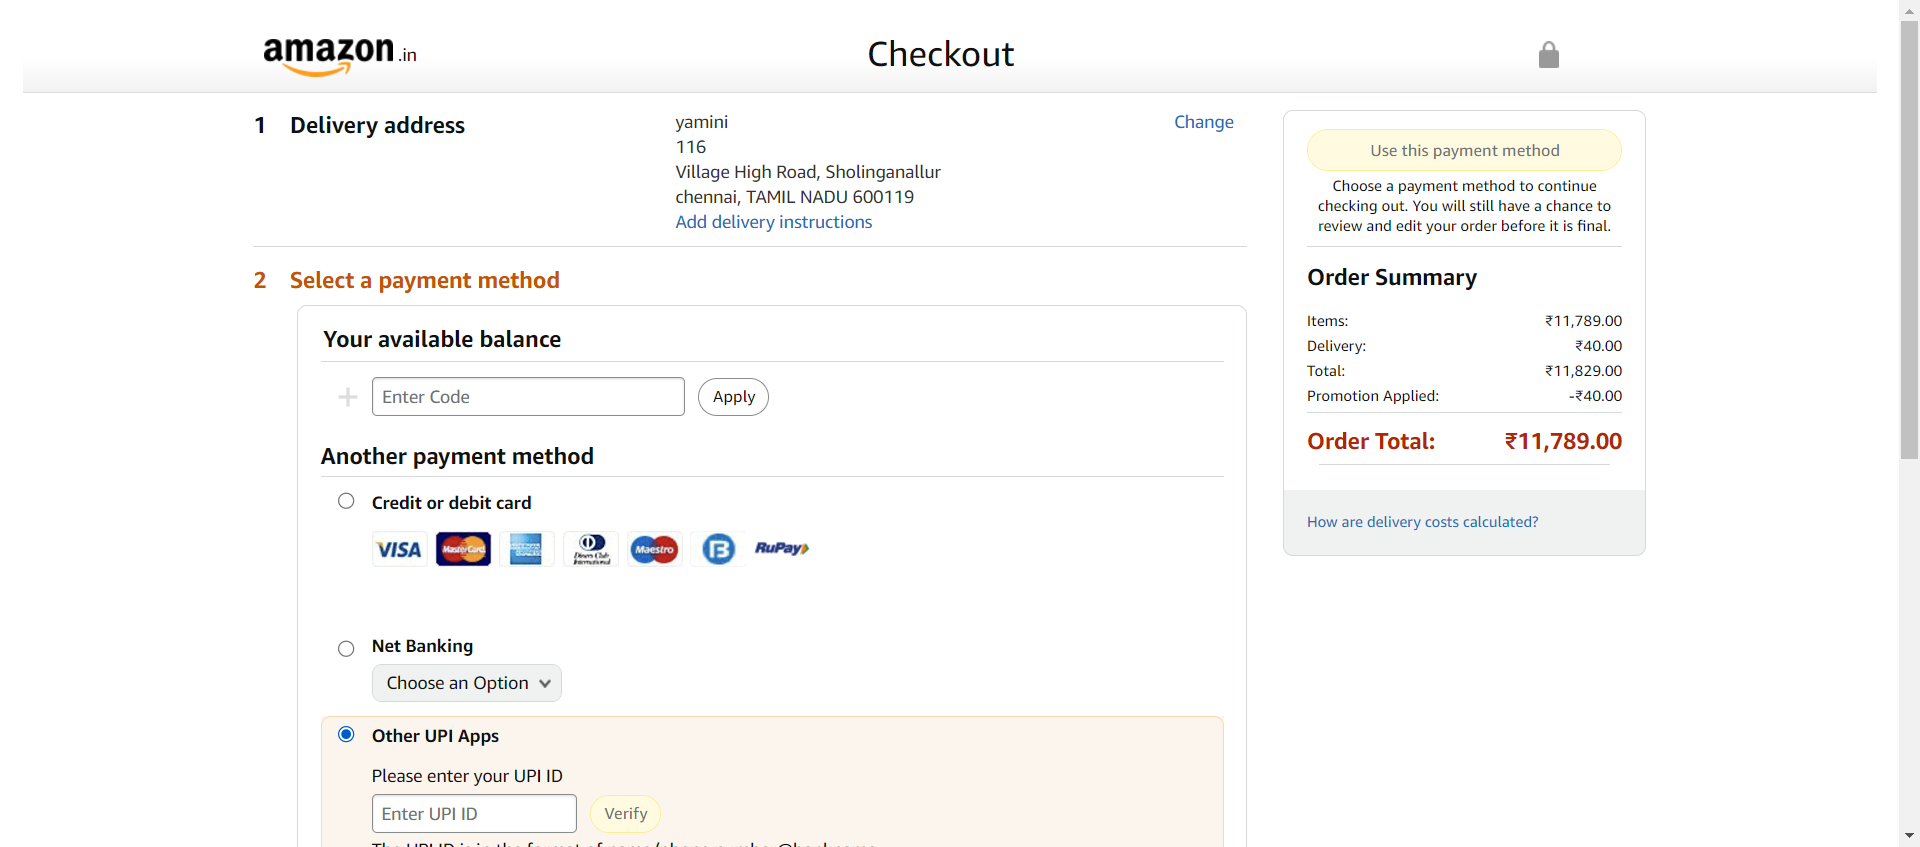 amazon.in
Checkout
1 Delivery address
yamini
116
Village High Road, Sholinganallur
chennai, TAMIL NADU 600119
Add delivery instructions
Change
2 Select a payment method
Your available balance
Enter Code
Apply
Another payment method
Credit or debit card
VISA MasterCard AMERICAN EXPRESS Diners Club International Maestro B RuPay
Net Banking
Choose an Option
Other UPI Apps
Please enter your UPI ID
Enter UPI ID
Verify
Use this payment method
Choose a payment method to continue
checking out. You will still have a chance to
review and edit your order before it is final.
Order Summary
Items: ₹11,789.00
Delivery: ₹40.00
Total: ₹11,829.00
Promotion Applied: -₹40.00
Order Total: ₹11,789.00
How are delivery costs calculated?